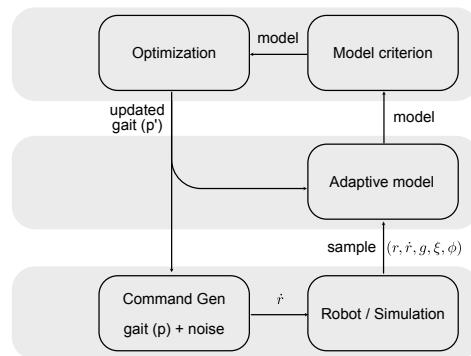 model
Optimization
Model criterion
updated
gait (p')
model
Adaptive model
sample
(r, ṙ, g, ξ, ϕ)
Command Gen
gait (p) + noise
ṙ
Robot / Simulation